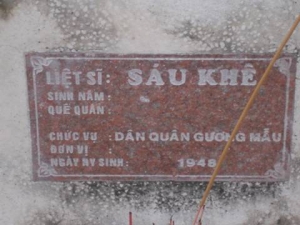 LIỆT SĨ : SÁU KHÊ
SINH NĂM :
QUÊ QUÁN :
CHỨC VỤ : DÂN QUÂN GƯƠNG MẪU
ĐƠN VỊ :
NGÀY HY SINH : 1948